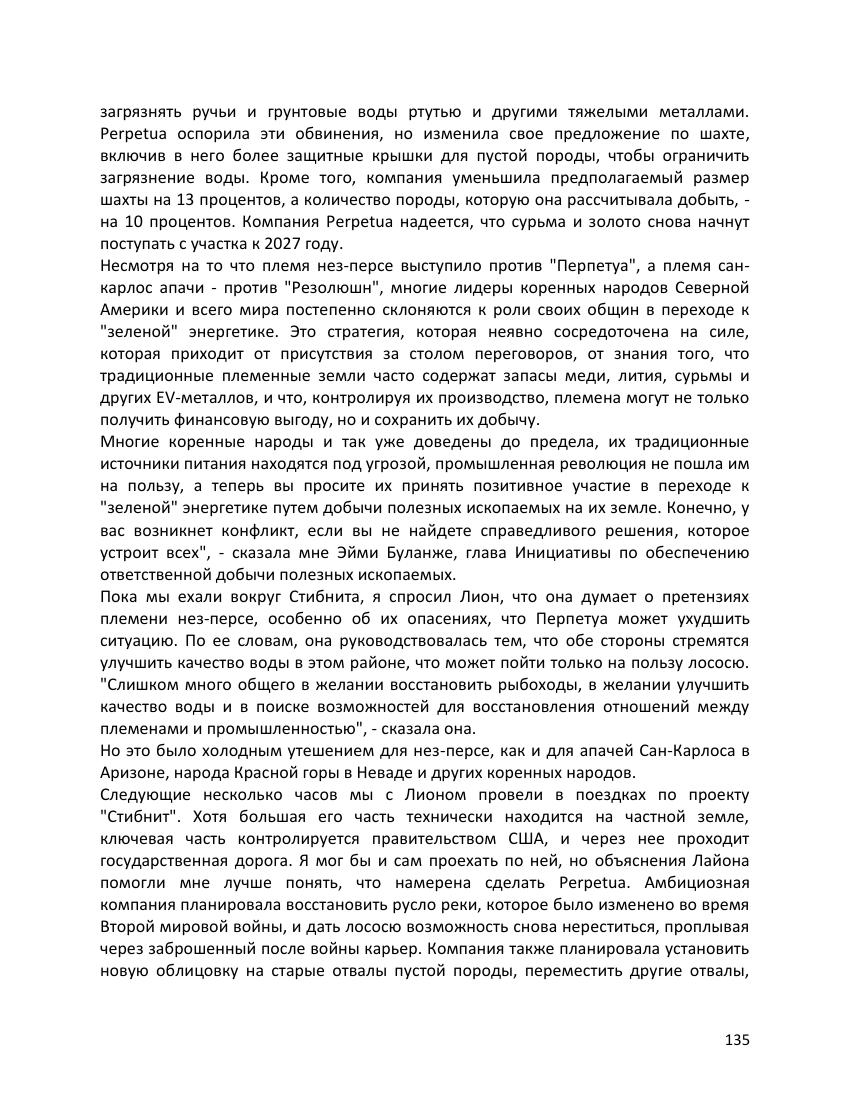 загрязнять ручьи и грунтовые воды ртутью и другими тяжелыми металлами.
Perpetua оспорила эти обвинения, но изменила свое предложение по шахте,
включив в него более защитные крышки для пустой породы, чтобы ограничить
загрязнение воды. Кроме того, компания уменьшила предполагаемый размер
шахты на 13 процентов, а количество породы, которую она рассчитывала добыть, -
на 10 процентов. Компания Perpetua надеется, что сурьма и золото снова начнут
поступать с участка к 2027 году.
Несмотря на то что племя нез-персе выступило против "Перпетуа", а племя сан-
карлос апачи - против "Резолюшн", многие лидеры коренных народов Северной
Америки и всего мира постепенно склоняются к роли своих общин в переходе к
"зеленой" энергетике. Это стратегия, которая неявно сосредоточена на силе,
которая приходит от присутствия за столом переговоров, от знания того, что
традиционные племенные земли часто содержат запасы меди, лития, сурьмы и
других EV-металлов, и что, контролируя их производство, племена могут не только
получить финансовую выгоду, но и сохранить их добычу.
Многие коренные народы и так уже доведены до предела, их традиционные
источники питания находятся под угрозой, промышленная революция не пошла им
на пользу, а теперь вы просите их принять позитивное участие в переходе к
"зеленой" энергетике путем добычи полезных ископаемых на их земле. Конечно, у
вас возникнет конфликт, если вы не найдете справедливого решения, которое
устроит всех", - сказала мне Эйми Буланже, глава Инициативы по обеспечению
ответственной добычи полезных ископаемых.
Пока мы ехали вокруг Стибнита, я спросил Лион, что она думает о претензиях
племени нез-персе, особенно об их опасениях, что Перпетуа может ухудшить
ситуацию. По ее словам, она руководствовалась тем, что обе стороны стремятся
улучшить качество воды в этом районе, что может пойти только на пользу лососю.
"Слишком много общего в желании восстановить рыбоходы, в желании улучшить
качество воды и в поиске возможностей для восстановления отношений между
племенами и промышленностью", - сказала она.
Но это было холодным утешением для нез-персе, как и для апачей Сан-Карлоса в
Аризоне, народа Красной горы в Неваде и других коренных народов.
Следующие несколько часов мы с Лионом провели в поездках по проекту
"Стибнит". Хотя большая его часть технически находится на частной земле,
ключевая часть контролируется правительством США, и через нее проходит
государственная дорога. Я мог бы и сам проехать по ней, но объяснения Лайона
помогли мне лучше понять, что намерена сделать Perpetua. Амбициозная
компания планировала восстановить русло реки, которое было изменено во время
Второй мировой войны, и дать лососю возможность снова нереститься, проплывая
через заброшенный после войны карьер. Компания также планировала установить
новую облицовку на старые отвалы пустой породы, переместить другие отвалы,
135